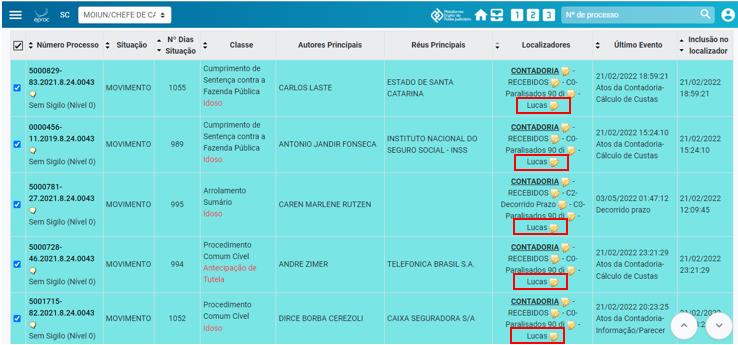 eproc SC MOIUN/CHEFE DE CA Plataforma Digital do Poder Judiciário 1 2 3 Nº de processo
Número Processo Situação Nº Dias Situação Classe Autores Principais Réus Principais Localizadores Último Evento Inclusão no localizador
5000829-
83.2021.8.24.0043
Sem Sigilo (Nível 0)
MOVIMENTO
1055
Cumprimento de
Sentença contra a
Fazenda Pública
Idoso
CARLOS LASTE
ESTADO DE SANTA
CATARINA
CONTADORIA -
RECEBIDOS - C0-
Paralisados 90 di -
Lucas
21/02/2022 18:59:21
Atos da Contadoria-
Cálculo de Custas
21/02/2022
18:59:21
0000456-
11.2019.8.24.0043
Sem Sigilo (Nível 0)
MOVIMENTO
989
Cumprimento de
Sentença contra a
Fazenda Pública
Idoso
ANTONIO JANDIR FONSECA
INSTITUTO NACIONAL DO
SEGURO SOCIAL - INSS
CONTADORIA -
RECEBIDOS - C0-
Paralisados 90 di -
Lucas
21/02/2022 15:24:10
Atos da Contadoria-
Cálculo de Custas
21/02/2022
15:24:10
5000781-
27.2021.8.24.0043
Sem Sigilo (Nível 0)
MOVIMENTO
995
Arrolamento
Sumário
Idoso
CAREN MARLENE RUTZEN
CONTADORIA -
RECEBIDOS - C2-
Decorrido Prazo - C0-
Paralisados 90 di -
Lucas
03/05/2022 01:47:12
Decorrido prazo
21/02/2022
12:09:45
5000728-
46.2021.8.24.0043
Sem Sigilo (Nível 0)
MOVIMENTO
994
Procedimento
Comum Cível
Antecipação de
Tutela
ANDRE ZIMER
TELEFONICA BRASIL S.A.
CONTADORIA -
RECEBIDOS - C0-
Paralisados 90 di -
Lucas
21/02/2022 23:21:29
Atos da Contadoria-
Cálculo de Custas
21/02/2022
23:21:29
5001715-
82.2021.8.24.0043
Sem Sigilo (Nível 0)
MOVIMENTO
1052
Procedimento
Comum Cível
Idoso
DIRCE BORBA CEREZOLI
CAIXA SEGURADORA S/A
CONTADORIA -
RECEBIDOS - C0-
Paralisados 90 di -
Lucas
21/02/2022 20:23:25
Atos da Contadoria-
Informação/Parecer
21/02/2022